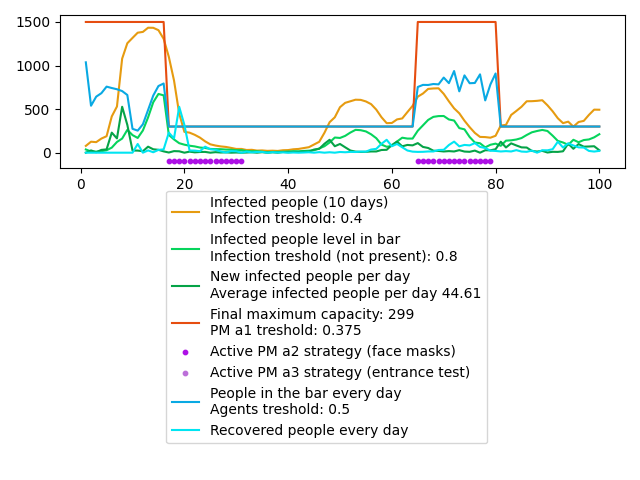 1500
1000
500
0
0
20
40
60
80
100
Infected people (10 days)
Infection treshold: 0.4
Infected people level in bar
Infection treshold (not present): 0.8
New infected people per day
Average infected people per day 44.61
Final maximum capacity: 299
PM a1 treshold: 0.375
Active PM a2 strategy (face masks)
Active PM a3 strategy (entrance test)
People in the bar every day
Agents treshold: 0.5
Recovered people every day